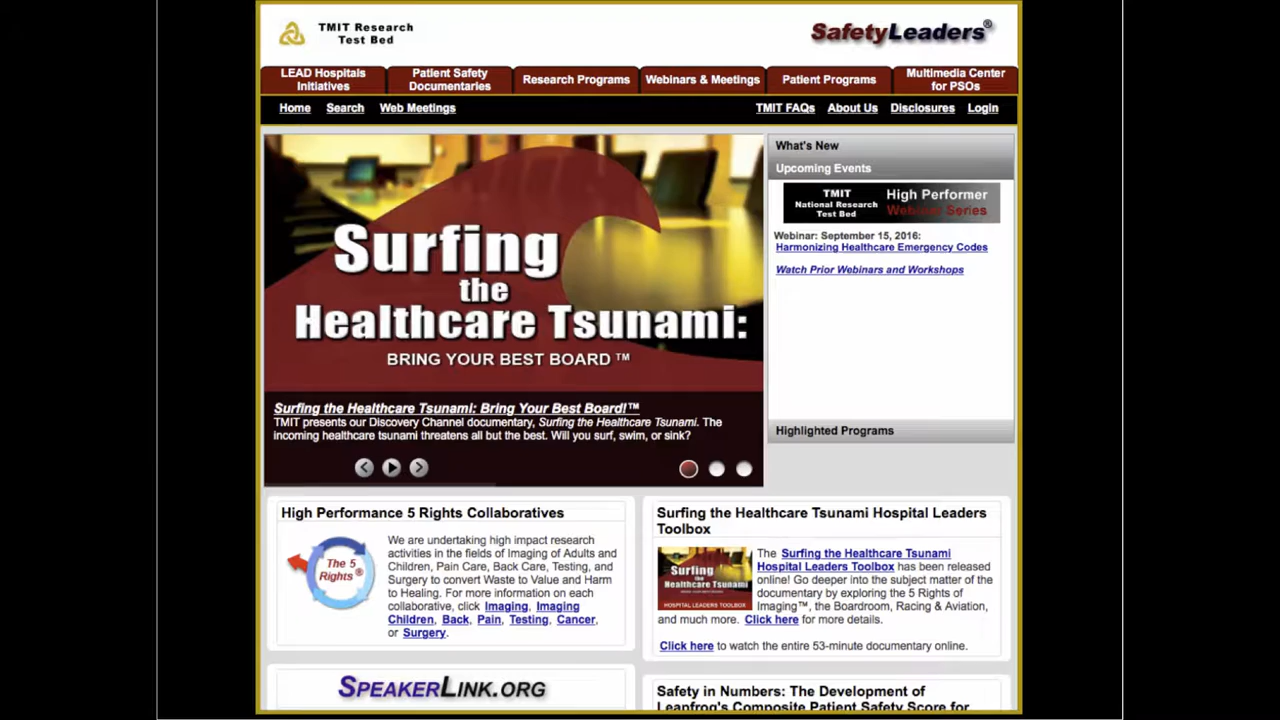 TMIT Research
Test Bed
SafetyLeaders®
LEAD Hospitals
Initiatives
Patient Safety
Documentaries
Research Programs
Webinars & Meetings
Patient Programs
Multimedia Center
for PSOs
Home Search Web Meetings
TMIT FAQs About Us Disclosures Login
Surfing
the
Healthcare Tsunami:
BRING YOUR BEST BOARD ™
Surfing the Healthcare Tsunami: Bring Your Best Board!™
TMIT presents our Discovery Channel documentary, Surfing the Healthcare Tsunami. The
incoming healthcare tsunami threatens all but the best. Will you surf, swim, or sink?
What's New
Upcoming Events
TMIT
National Research
Test Bed
High Performer
Webinar Series
Webinar: September 15, 2016:
Harmonizing Healthcare Emergency Codes
Watch Prior Webinars and Workshops
Highlighted Programs
High Performance 5 Rights Collaboratives
The 5
Rights®
We are undertaking high impact research
activities in the fields of Imaging of Adults and
Children, Pain Care, Back Care, Testing, and
Surgery to convert Waste to Value and Harm
to Healing. For more information on each
collaborative, click Imaging, Imaging
Children, Back, Pain, Testing, Cancer,
or Surgery.
SPEAKERLINK.ORG
Surfing the Healthcare Tsunami Hospital Leaders
Toolbox
Surfing
the
Healthcare Tsunami
HOSPITAL LEADERS TOOLBOX
The Surfing the Healthcare Tsunami
Hospital Leaders Toolbox has been released
online! Go deeper into the subject matter of the
documentary by exploring the 5 Rights of
Imaging™, the Boardroom, Racing & Aviation,
and much more. Click here for more details.
Click here to watch the entire 53-minute documentary online.
Safety in Numbers: The Development of
Leapfrog's Composite Patient Safety Score for